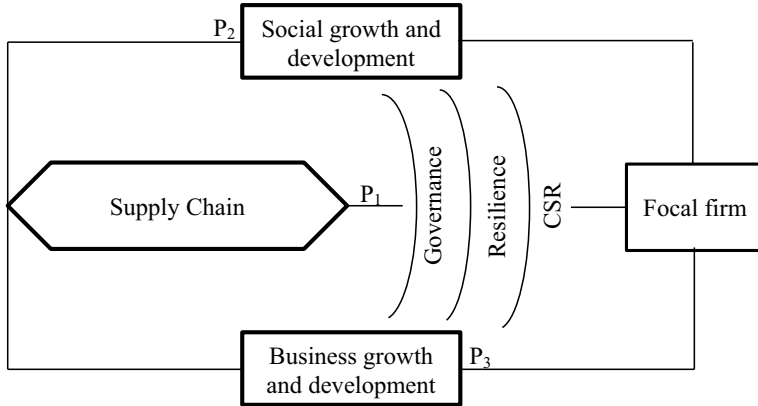 P2
Social growth and
development
Governance
Resilience
CSR
Supply Chain
P1
Focal firm
Business growth
and development
P3